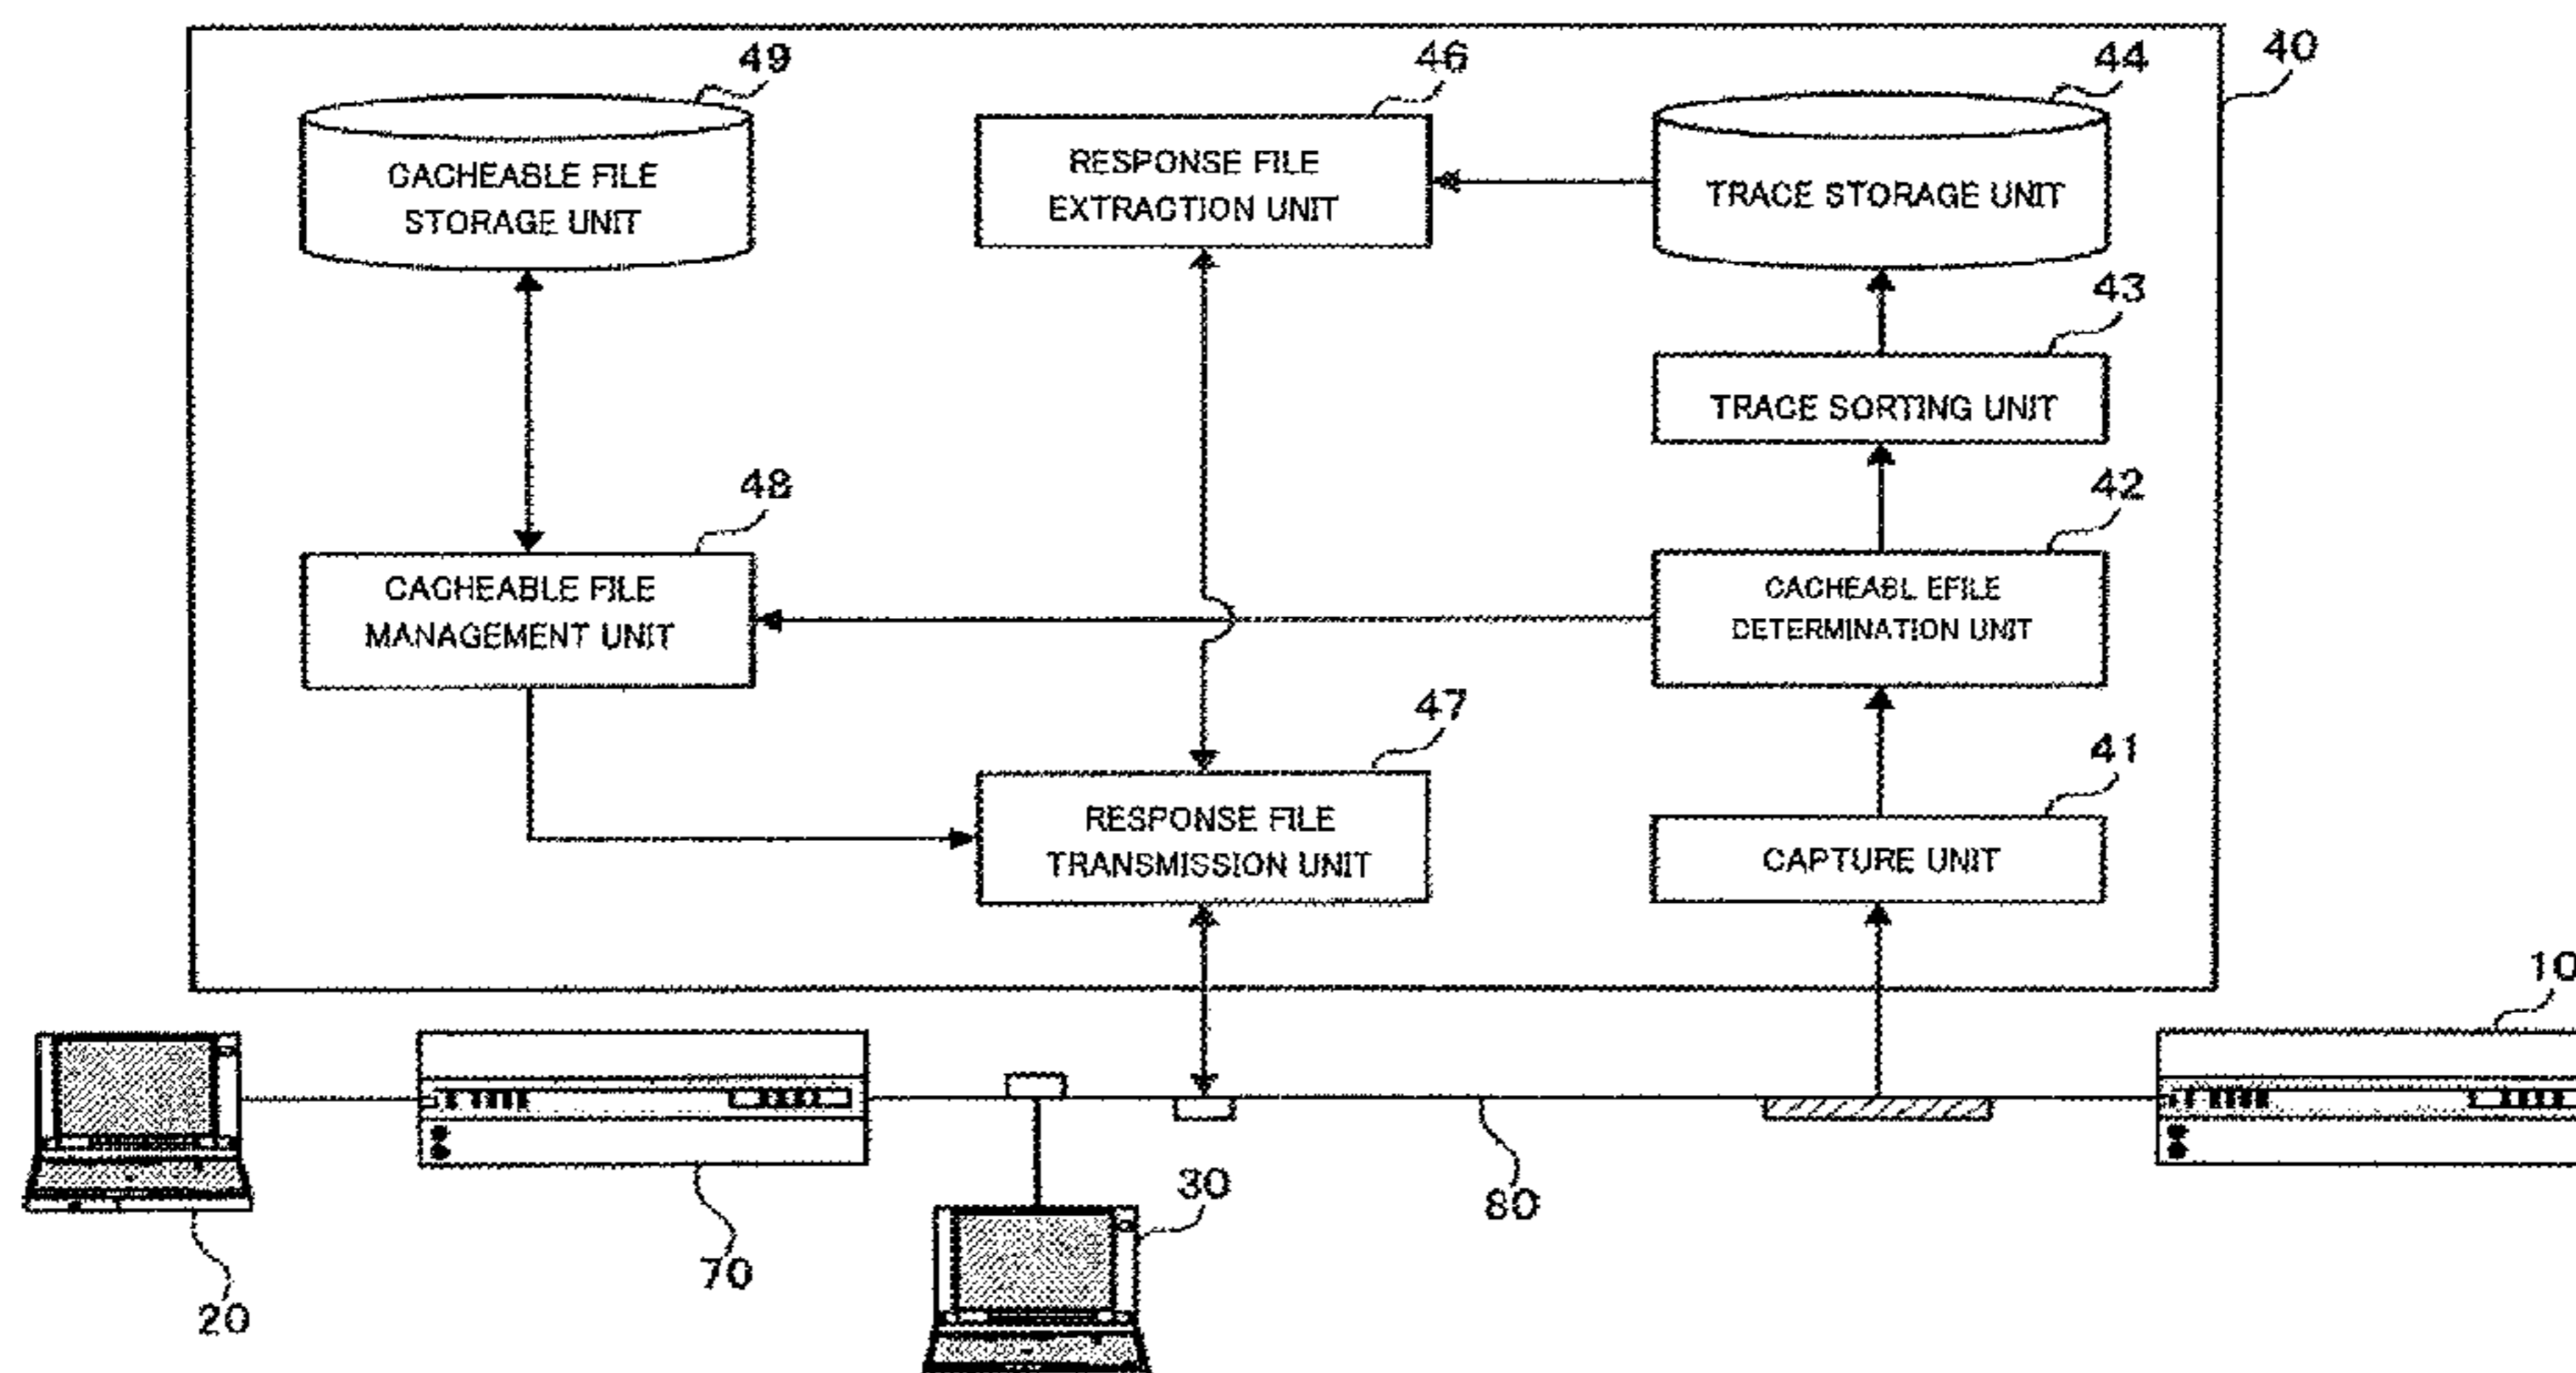 49
46
44
40
CACHEABLE FILE
STORAGE UNIT
RESPONSE FILE
EXTRACTION UNIT
TRACE STORAGE UNIT
43
TRACE SORTING UNIT
48
42
CACHEABLE FILE
MANAGEMENT UNIT
CACHEABL EFILE
DETERMINATION UNIT
47
41
RESPONSE FILE
TRANSMISSION UNIT
CAPTURE UNIT
10
30
80
70
20